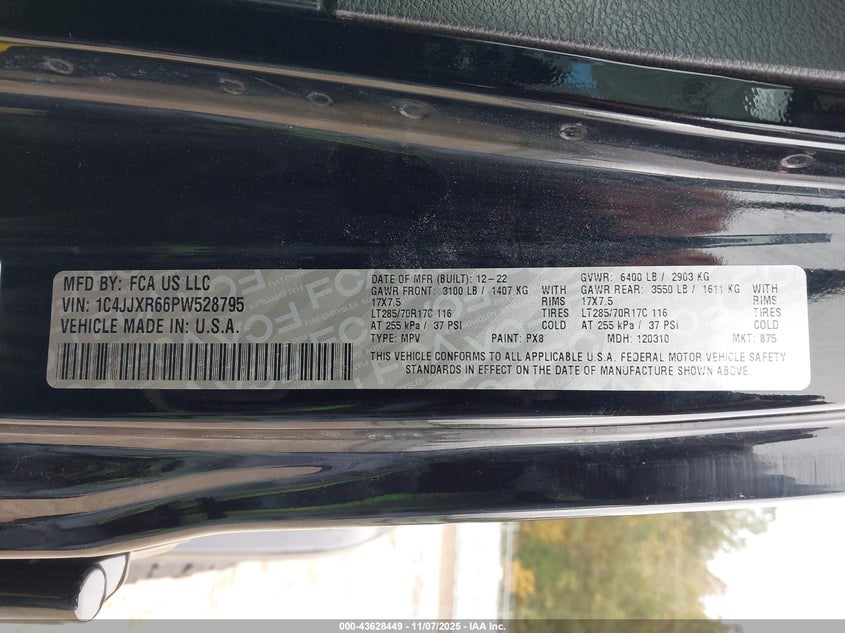 MFD BY: FCA US LLC
VIN: 1C4JJXR66PW528795
VEHICLE MADE IN: U.S.A.
DATE OF MFR (BUILT): 12-22 GVWR: 6400 LB / 2903 KG
GAWR FRONT: 3100 LB / 1407 KG WITH GAWR REAR: 3550 LB / 1611 KG WITH
17X7.5 RIMS 17X7.5 RIMS
LT285/70R17C 116 TIRES LT285/70R17C 116 TIRES
AT 255 kPa / 37 PSI COLD AT 255 kPa / 37 PSI COLD
TYPE: MPV PAINT: PX8 MDH: 120310 MKT: 875
THIS VEHICLE CONFORMS TO ALL APPLICABLE U.S.A. FEDERAL MOTOR VEHICLE SAFETY
STANDARDS IN EFFECT ON THE DATE OF MANUFACTURE SHOWN ABOVE.
000-43628449 — 11/07/2025 — IAA Inc.